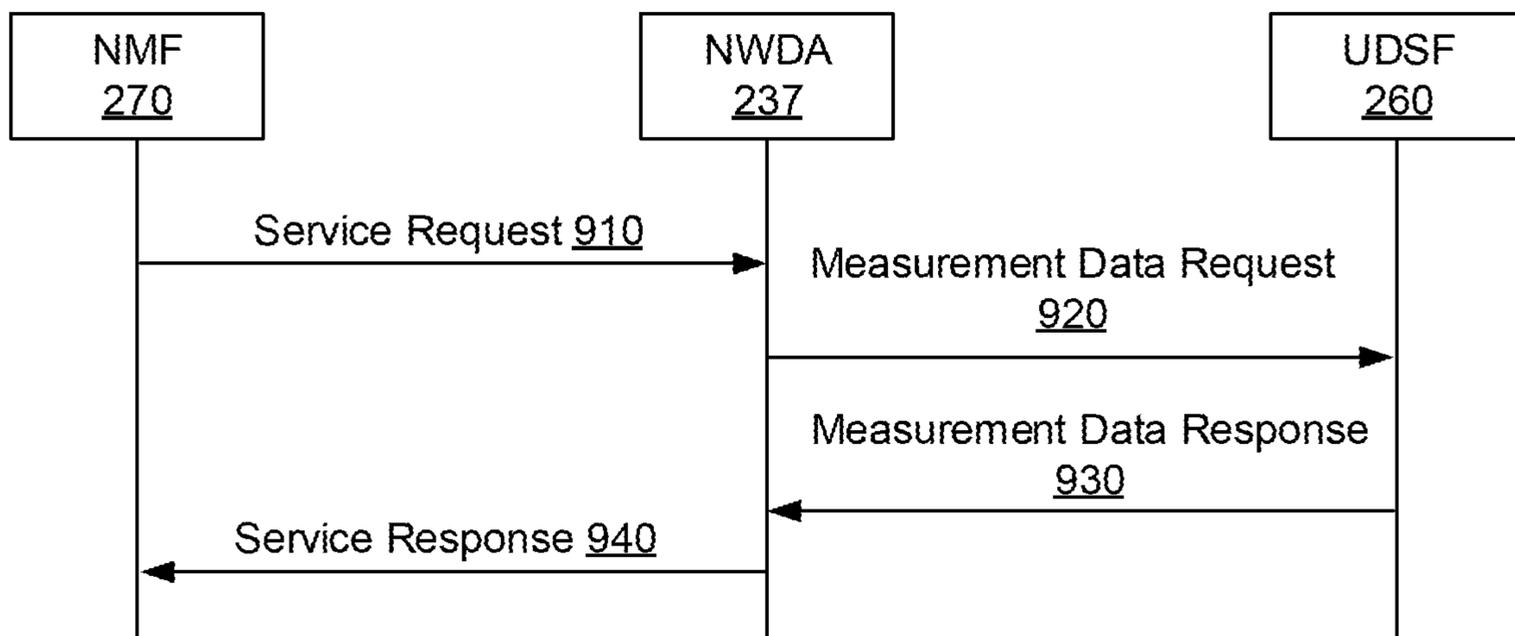 NMF
270
NWDA
237
UDSF
260
Service Request 910
Measurement Data Request
920
Measurement Data Response
930
Service Response 940